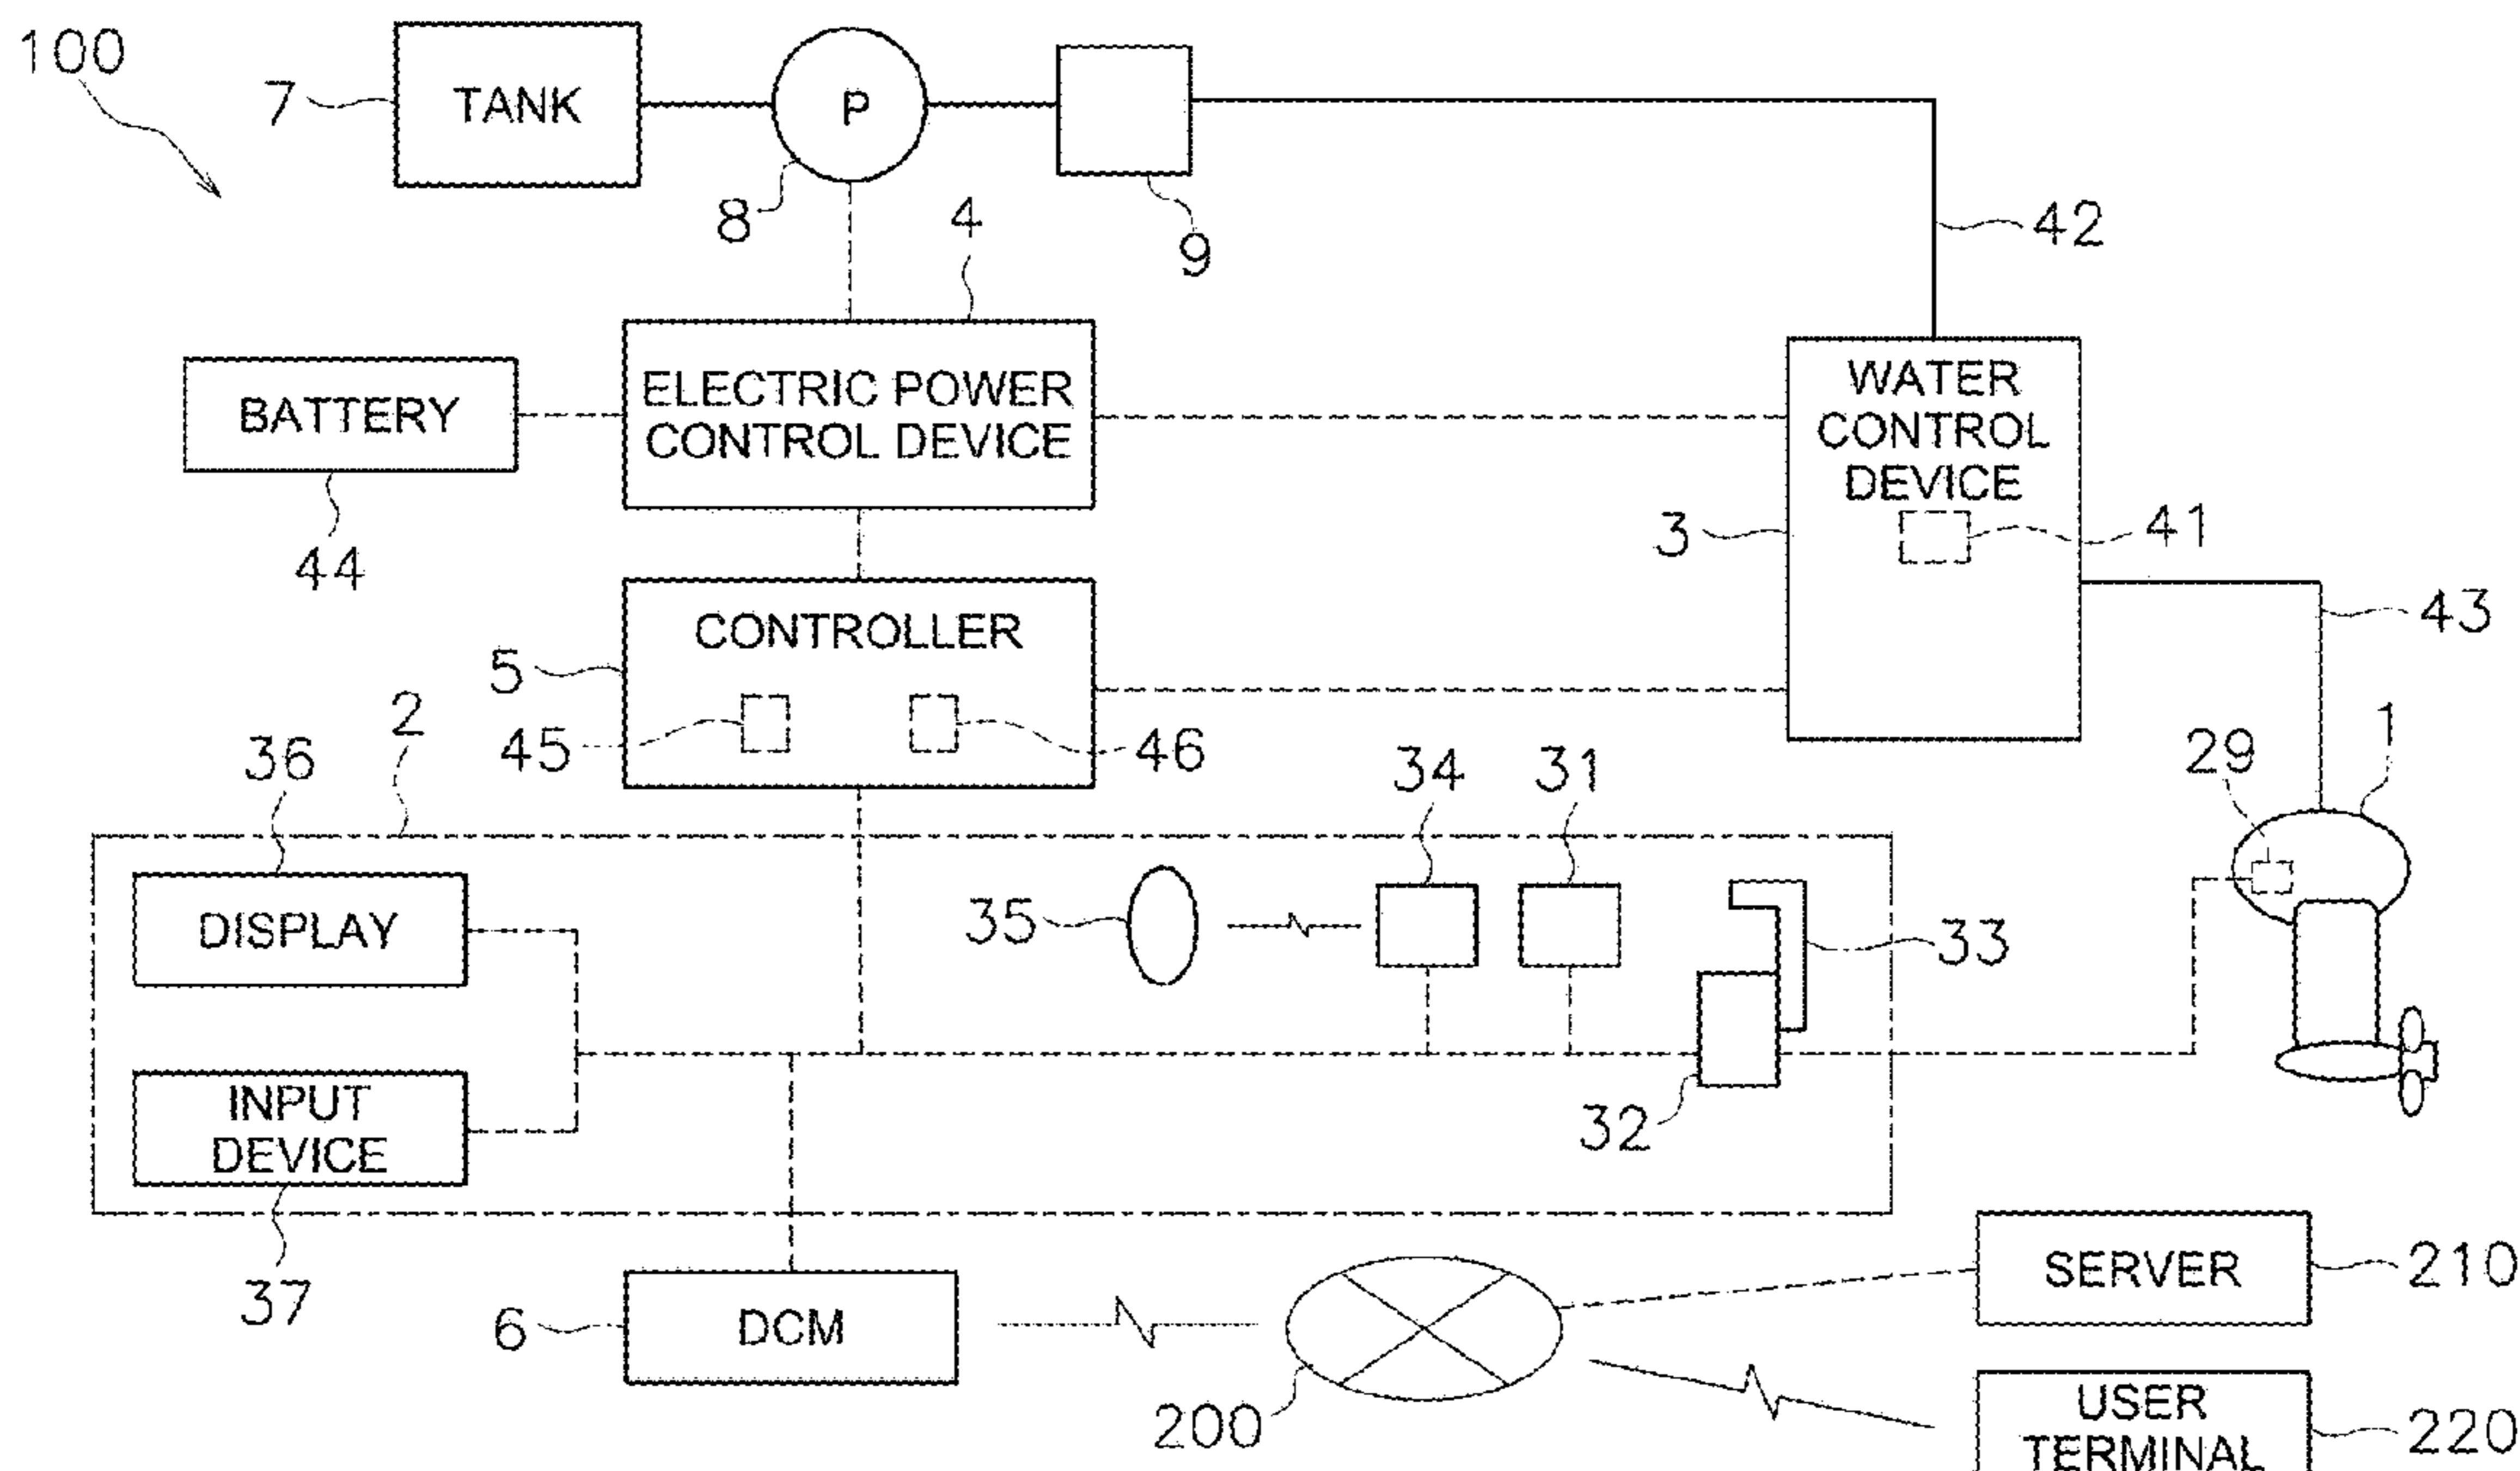 100
7
TANK
P
8
9
4
42
BATTERY
44
ELECTRIC POWER
CONTROL DEVICE
WATER
CONTROL
DEVICE
3
41
43
CONTROLLER
5
45
46
2
36
34
31
29
1
DISPLAY
35
33
INPUT
DEVICE
32
37
6
DCM
200
SERVER
210
USER
TERMINAL
220